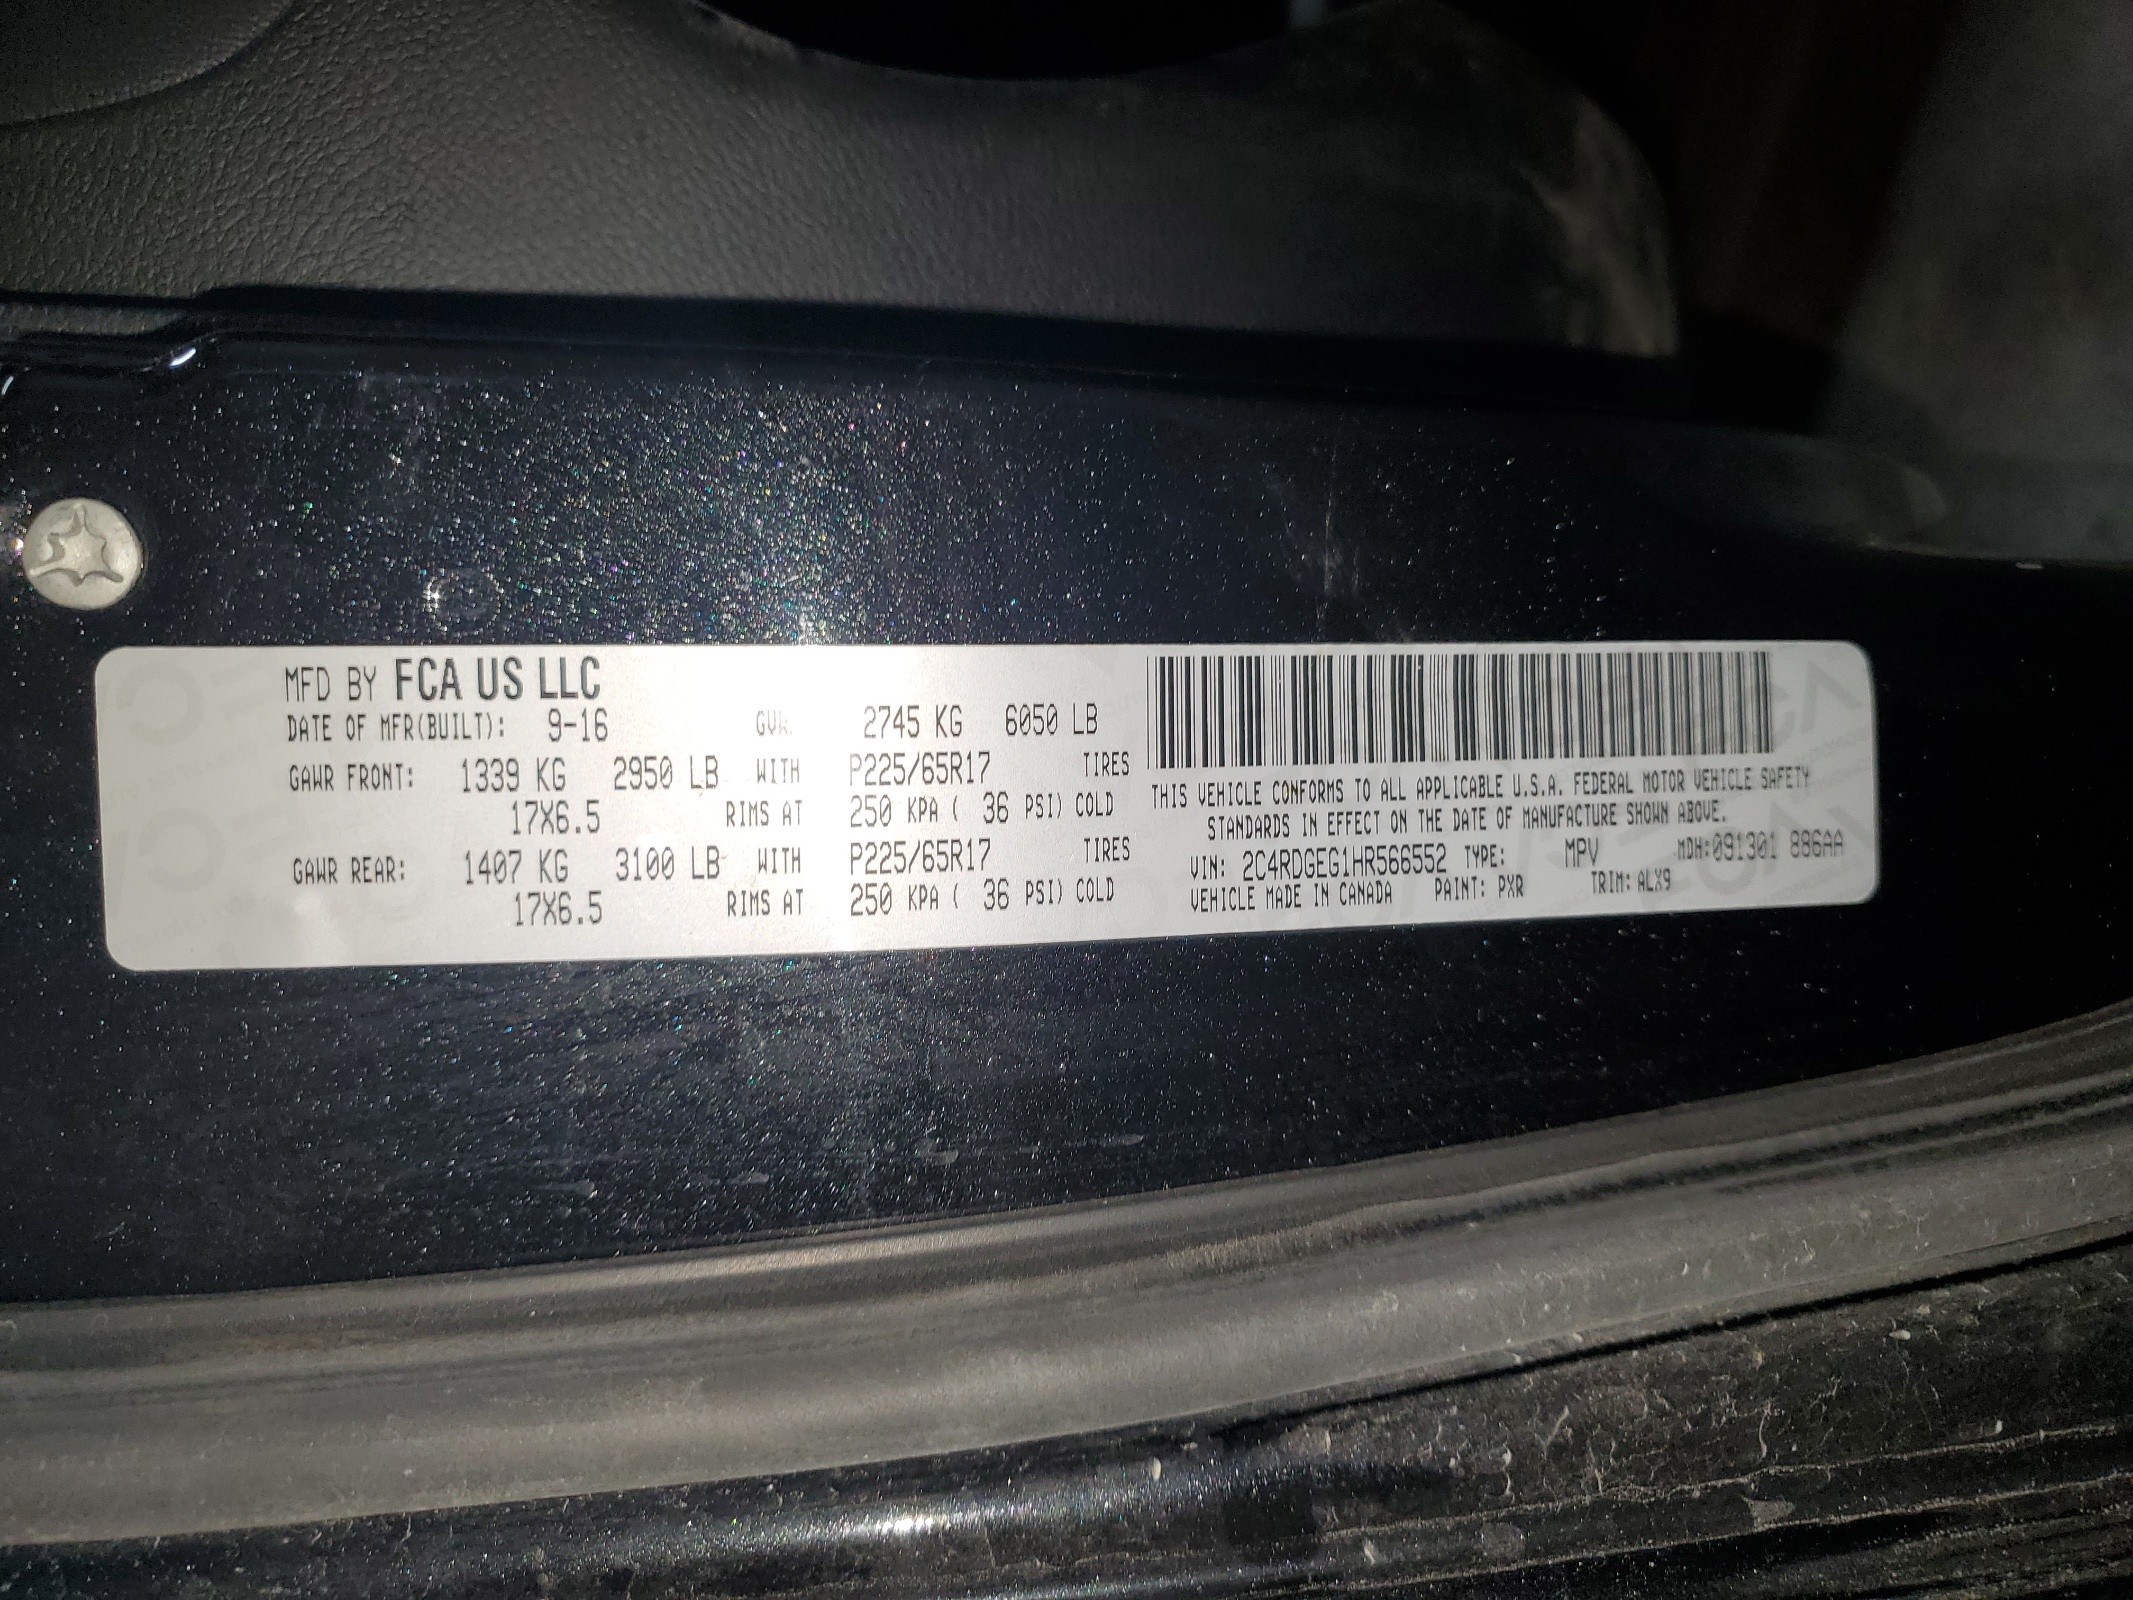 MFD BY FCA US LLC
DATE OF MFR(BUILT): 9-16 2745 KG 6050 LB
GAWR FRONT: 1339 KG 2950 LB WITH P225/65R17 TIRES
17X6.5 RIMS AT 250 KPA ( 36 PSI) COLD
GAWR REAR: 1407 KG 3100 LB WITH P225/65R17 TIRES
17X6.5 RIMS AT 250 KPA ( 36 PSI) COLD
THIS VEHICLE CONFORMS TO ALL APPLICABLE U.S.A. FEDERAL MOTOR VEHICLE SAFETY
STANDARDS IN EFFECT ON THE DATE OF MANUFACTURE SHOWN ABOVE.
VIN: 2C4RDGEG1HR566552 TYPE: MPV MDH:091301 886AA
VEHICLE MADE IN CANADA PAINT: PXR TRIM: ALX9